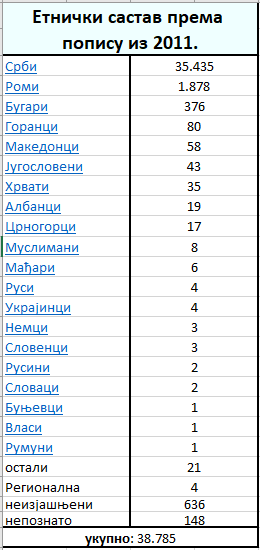 Етнички састав према
попису из 2011.
Срби 35.435
Роми 1.878
Бугари 376
Горанци 80
Македонци 58
Југословени 43
Хрвати 35
Албанци 19
Црногорци 17
Муслимани 8
Мађари 6
Руси 4
Украјинци 4
Немци 3
Словенци 3
Русини 2
Словаци 2
Буњевци 1
Власи 1
Румуни 1
остали 21
Регионална 4
неизјашњени 636
непознато 148
укупно: 38.785